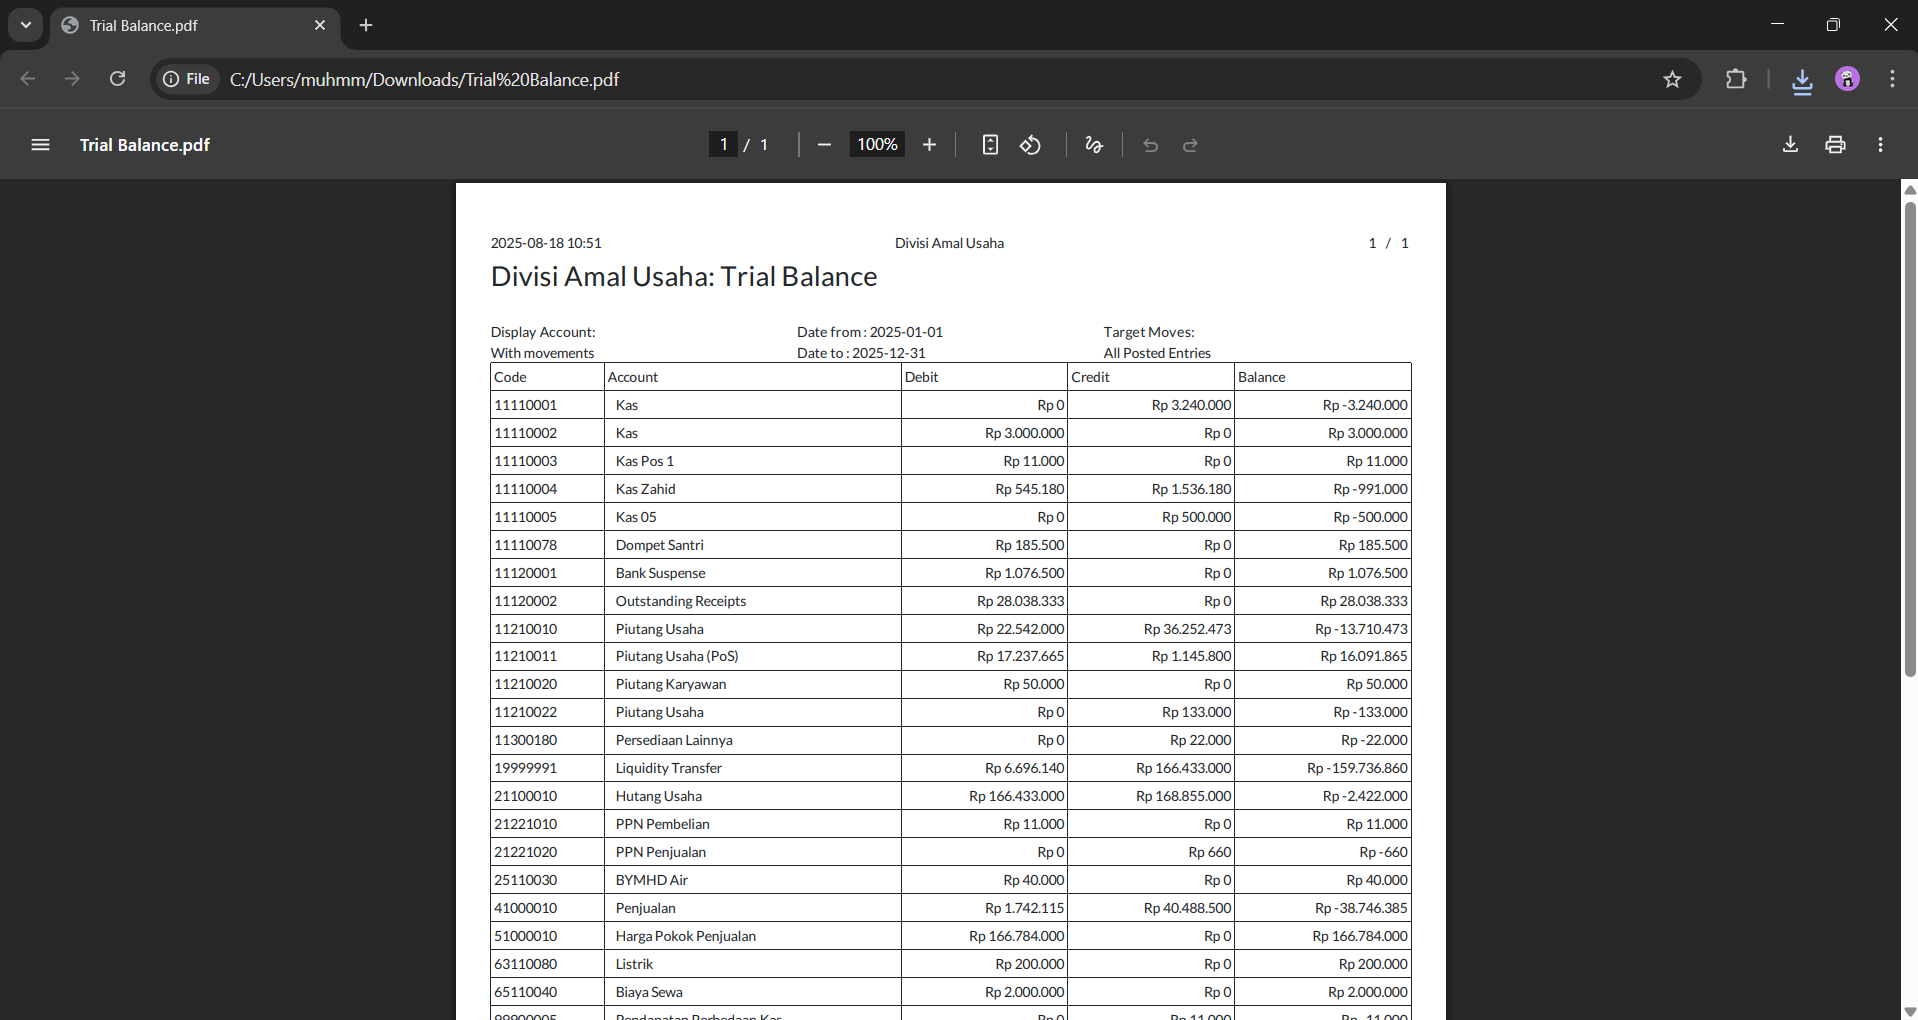 Trial Balance.pdf
File
C:/Users/muhmm/Downloads/Trial%20Balance.pdf
Trial Balance.pdf
1 / 1
100%
2025-08-18 10:51 Divisi Amal Usaha 1 / 1
Divisi Amal Usaha: Trial Balance
Display Account: Date from : 2025-01-01 Target Moves:
With movements Date to : 2025-12-31 All Posted Entries
Code Account Debit Credit Balance
11110001 Kas Rp 0 Rp 3.240.000 Rp -3.240.000
11110002 Kas Rp 3.000.000 Rp 0 Rp 3.000.000
11110003 Kas Pos 1 Rp 11.000 Rp 0 Rp 11.000
11110004 Kas Zahid Rp 545.180 Rp 1.536.180 Rp -991.000
11110005 Kas 05 Rp 0 Rp 500.000 Rp -500.000
11110078 Dompet Santri Rp 185.500 Rp 0 Rp 185.500
11120001 Bank Suspense Rp 1.076.500 Rp 0 Rp 1.076.500
11120002 Outstanding Receipts Rp 28.038.333 Rp 0 Rp 28.038.333
11210010 Piutang Usaha Rp 22.542.000 Rp 36.252.473 Rp -13.710.473
11210011 Piutang Usaha (PoS) Rp 17.237.665 Rp 1.145.800 Rp 16.091.865
11210020 Piutang Karyawan Rp 50.000 Rp 0 Rp 50.000
11210022 Piutang Usaha Rp 0 Rp 133.000 Rp -133.000
11300180 Persediaan Lainnya Rp 0 Rp 22.000 Rp -22.000
19999991 Liquidity Transfer Rp 6.696.140 Rp 166.433.000 Rp -159.736.860
21100010 Hutang Usaha Rp 166.433.000 Rp 168.855.000 Rp -2.422.000
21221010 PPN Pembelian Rp 11.000 Rp 0 Rp 11.000
21221020 PPN Penjualan Rp 0 Rp 660 Rp -660
25110030 BYMHD Air Rp 40.000 Rp 0 Rp 40.000
41000010 Penjualan Rp 1.742.115 Rp 40.488.500 Rp -38.746.385
51000010 Harga Pokok Penjualan Rp 166.784.000 Rp 0 Rp 166.784.000
63110080 Listrik Rp 200.000 Rp 0 Rp 200.000
65110040 Biaya Sewa Rp 2.000.000 Rp 0 Rp 2.000.000